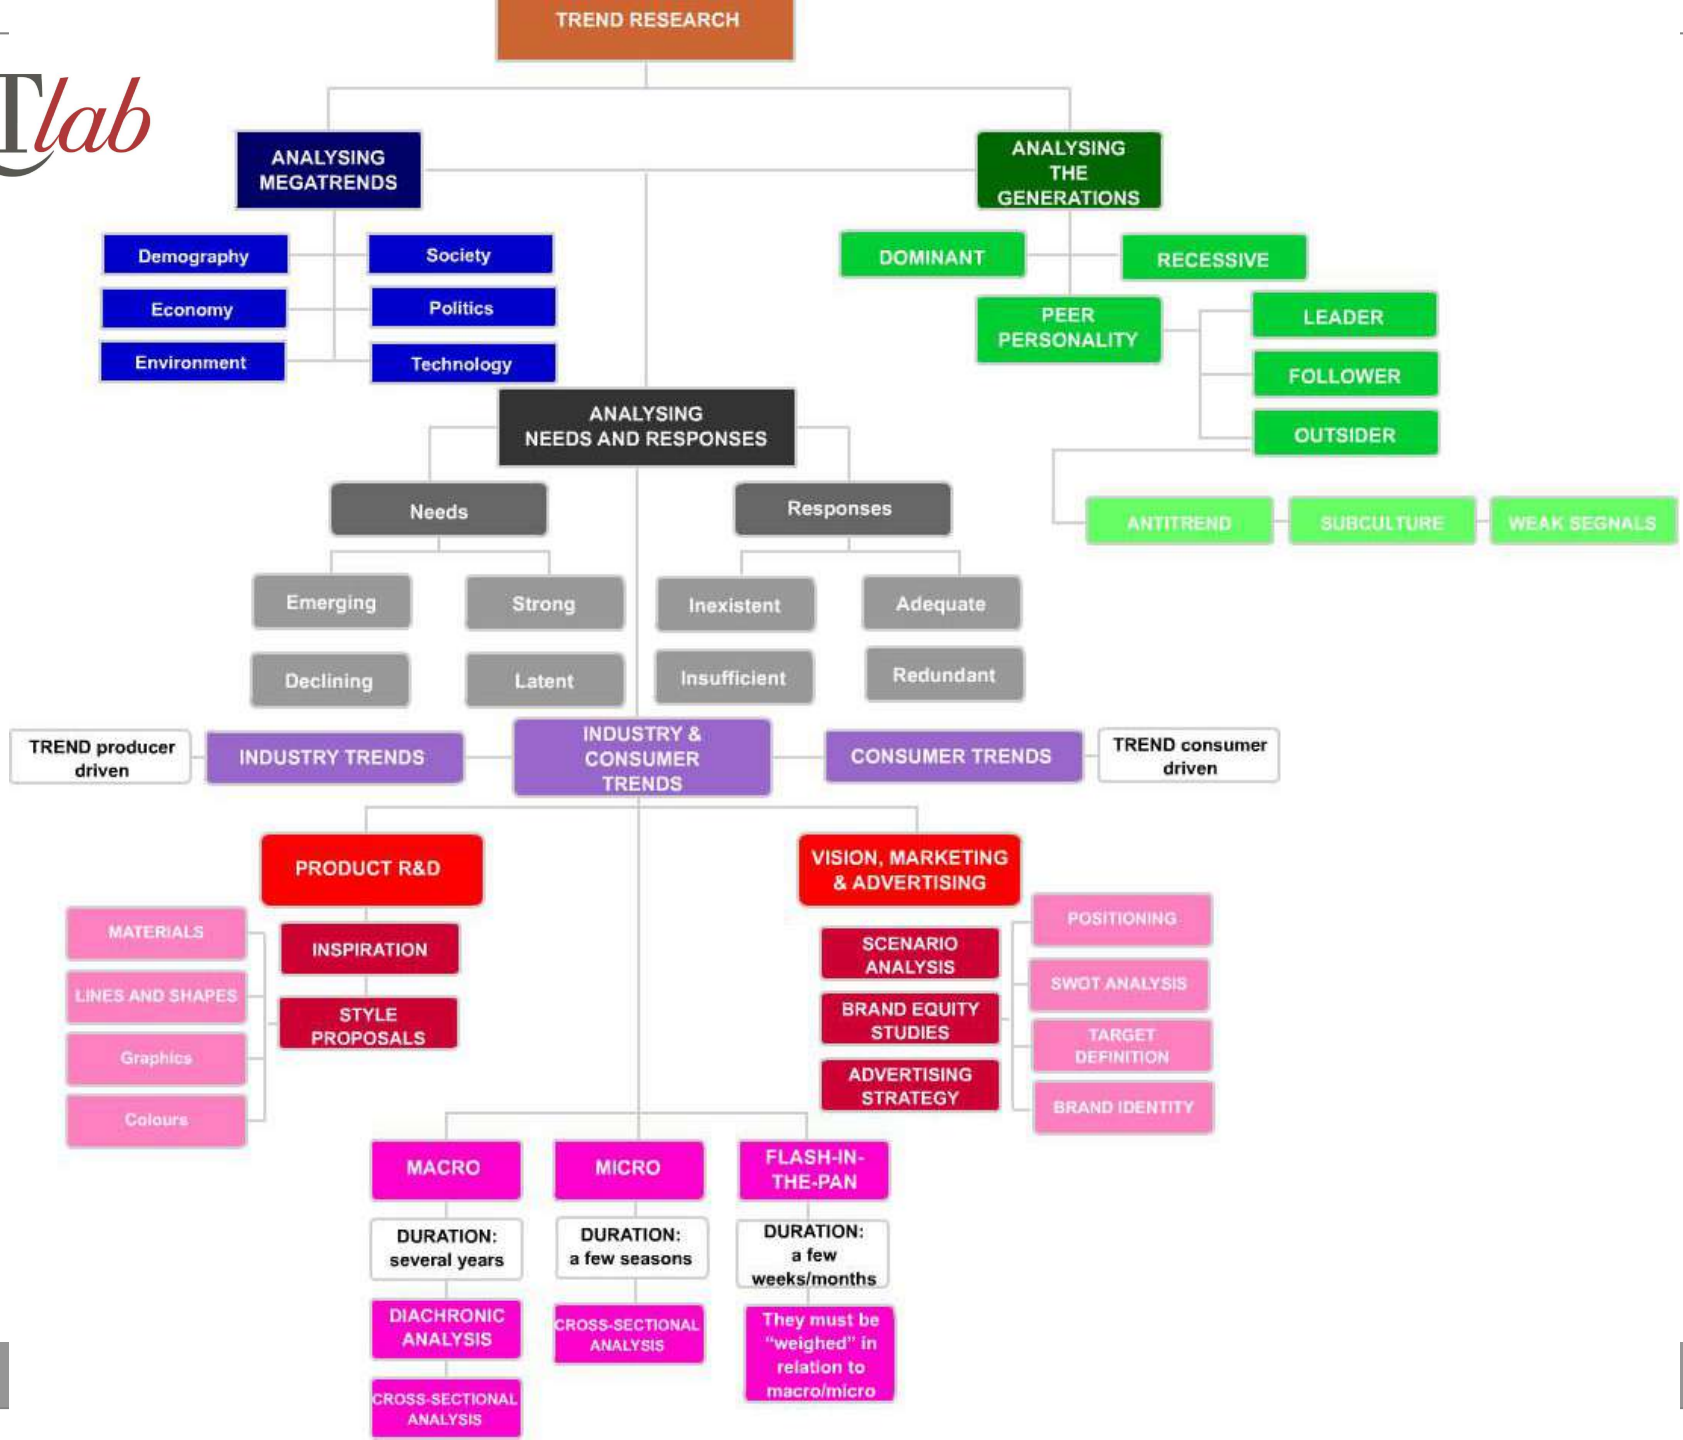 TREND RESEARCH
Tlab
ANALYSING
MEGATRENDS
ANALYSING
THE
GENERATIONS
Demography
Society
Economy
Politics
Environment
Technology
DOMINANT
RECESSIVE
PEER
PERSONALITY
LEADER
FOLLOWER
OUTSIDER
ANTITREND
SUBCULTURE
WEAK SEGNALS
ANALYSING
NEEDS AND RESPONSES
Needs
Responses
Emerging
Strong
Inexistent
Adequate
Declining
Latent
Insufficient
Redundant
TREND producer
driven
INDUSTRY TRENDS
INDUSTRY &
CONSUMER
TRENDS
CONSUMER TRENDS
TREND consumer
driven
PRODUCT R&D
VISION, MARKETING
& ADVERTISING
MATERIALS
LINES AND SHAPES
Graphics
Colours
INSPIRATION
STYLE
PROPOSALS
SCENARIO
ANALYSIS
BRAND EQUITY
STUDIES
ADVERTISING
STRATEGY
POSITIONING
SWOT ANALYSIS
TARGET
DEFINITION
BRAND IDENTITY
MACRO
MICRO
FLASH-IN-
THE-PAN
DURATION:
several years
DURATION:
a few seasons
DURATION:
a few
weeks/months
DIACHRONIC
ANALYSIS
CROSS-SECTIONAL
ANALYSIS
They must be
“weighed” in
relation to
macro/micro
CROSS-SECTIONAL
ANALYSIS